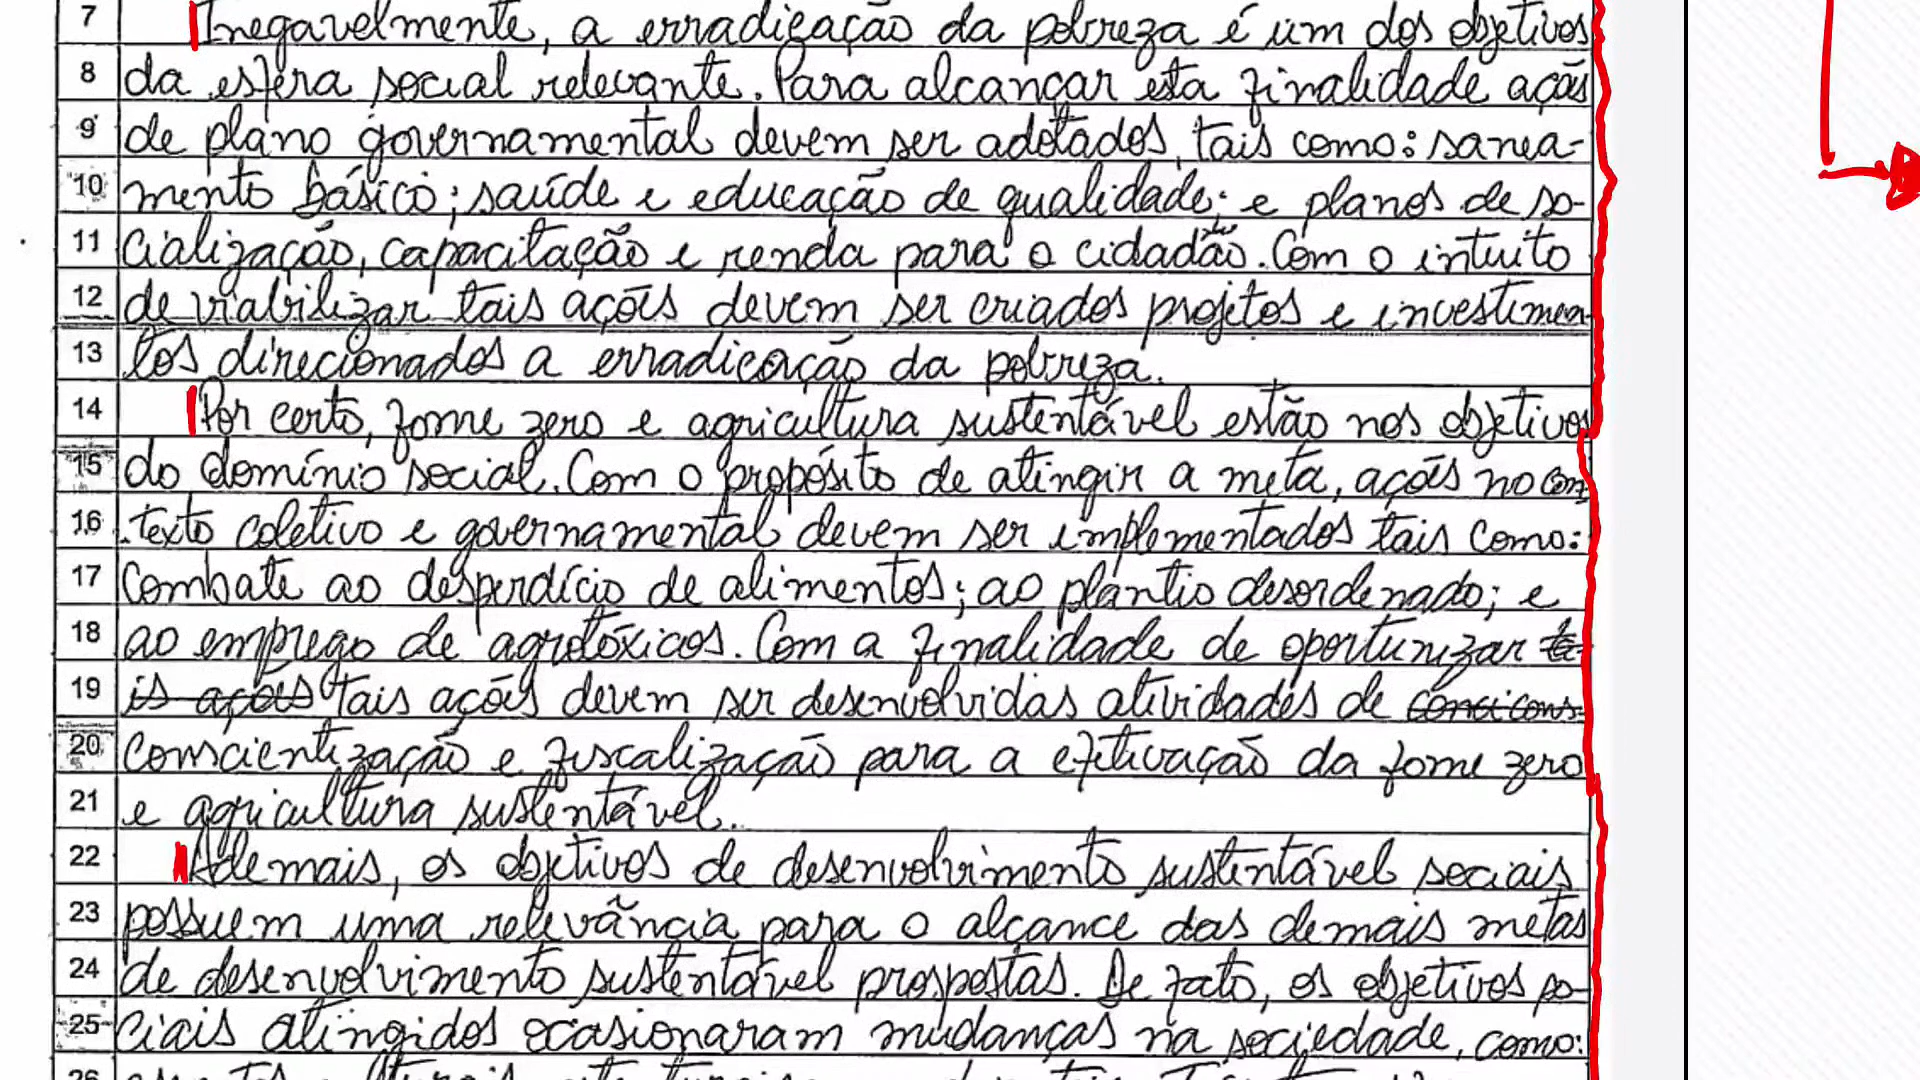 7 Inegavelmente, a erradicação da pobreza é um dos objetivos
8 da esfera social relevante. Para alcançar esta finalidade ações
9 de plano governamental devem ser adotados, tais como: sanea-
10 mento básico; saúde e educação de qualidade; e planos de so-
11 cialização, capacitação e renda para o cidadão. Com o intuito
12 de viabilizar tais ações devem ser criados projetos e investimen-
13 tos direcionados a erradicação da pobreza.
14 Por certo, fome zero e agricultura sustentável estão nos objetivos
15 do domínio social. Com o propósito de atingir a meta, ações no con-
16 texto coletivo e governamental devem ser implementados tais como:
17 combate ao desperdício de alimentos; ao plantio desordenado; e
18 ao emprego de agrotóxicos. Com a finalidade de oportunizar ta-
19 is ações tais ações devem ser desenvolvidas atividades de
20 conscientização e fiscalização para a efetivação da fome zero
21 e agricultura sustentável.
22 Ademais, os objetivos de desenvolvimento sustentável sociais
23 possuem uma relevância para o alcance das demais metas
24 de desenvolvimento sustentável propostas. De fato, os objetivos so-
25 ciais atingidos ocasionaram mudanças na sociedade, como:
26